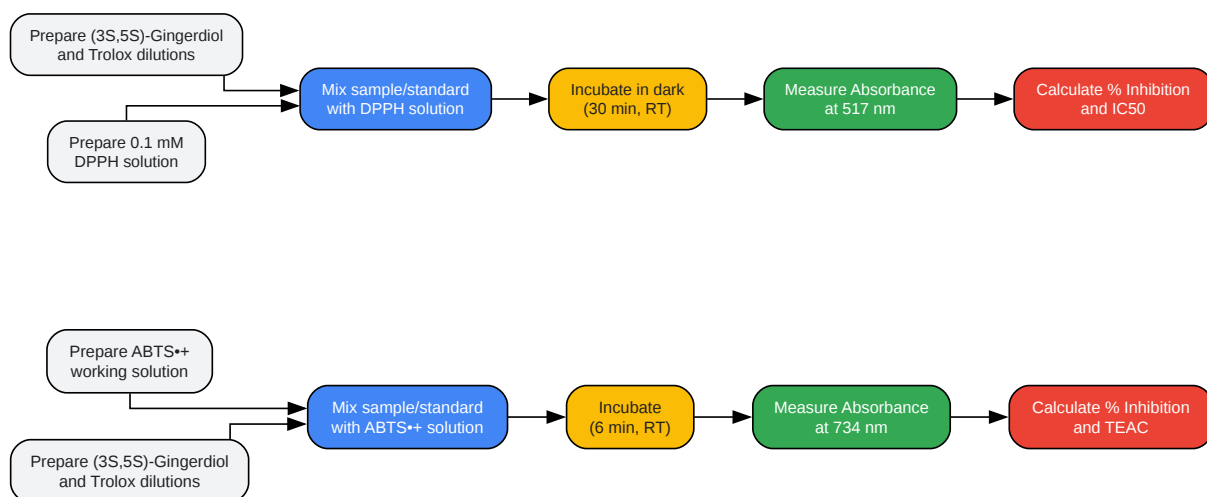 Prepare (3S,5S)-Gingerdiol
and Trolox dilutions
Prepare 0.1 mM
DPPH solution
Mix sample/standard
with DPPH solution
Incubate in dark
(30 min, RT)
Measure Absorbance
at 517 nm
Calculate % Inhibition
and IC50
Prepare ABTS•+
working solution
Prepare (3S,5S)-Gingerdiol
and Trolox dilutions
Mix sample/standard
with ABTS•+ solution
Incubate
(6 min, RT)
Measure Absorbance
at 734 nm
Calculate % Inhibition
and TEAC